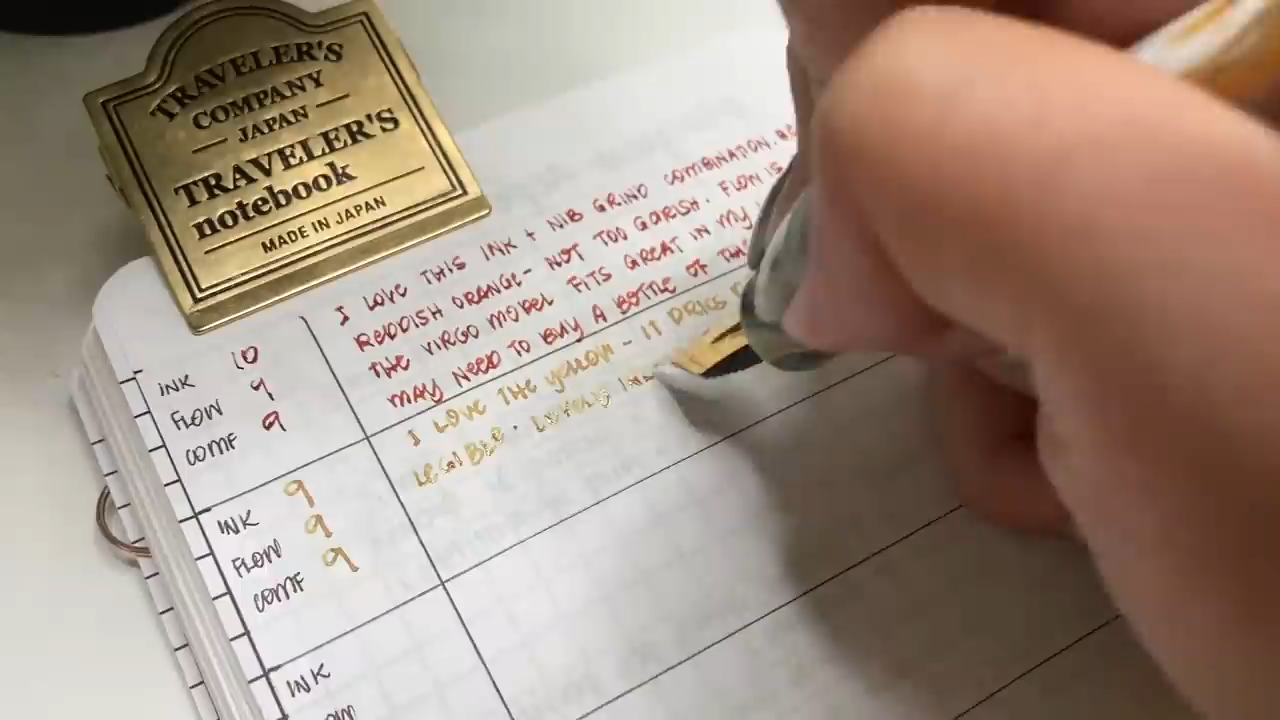 TRAVELER'S
COMPANY
JAPAN
TRAVELER'S
notebook
MADE IN JAPAN
INK 10
FLOW 9
COMF 9
I LOVE THIS INK + NIB GRIND COMBINATION.
REDDISH ORANGE - NOT TOO GARISH. FLOW IS
THE VIRGO MODEL FITS GREAT IN MY
MAY NEED TO BUY A BOTTLE OF
INK 9
FLOW 9
COMF 9
I LOVE THE YELLOW - IT DRIES
LEGIBLE. LOVELY
INK